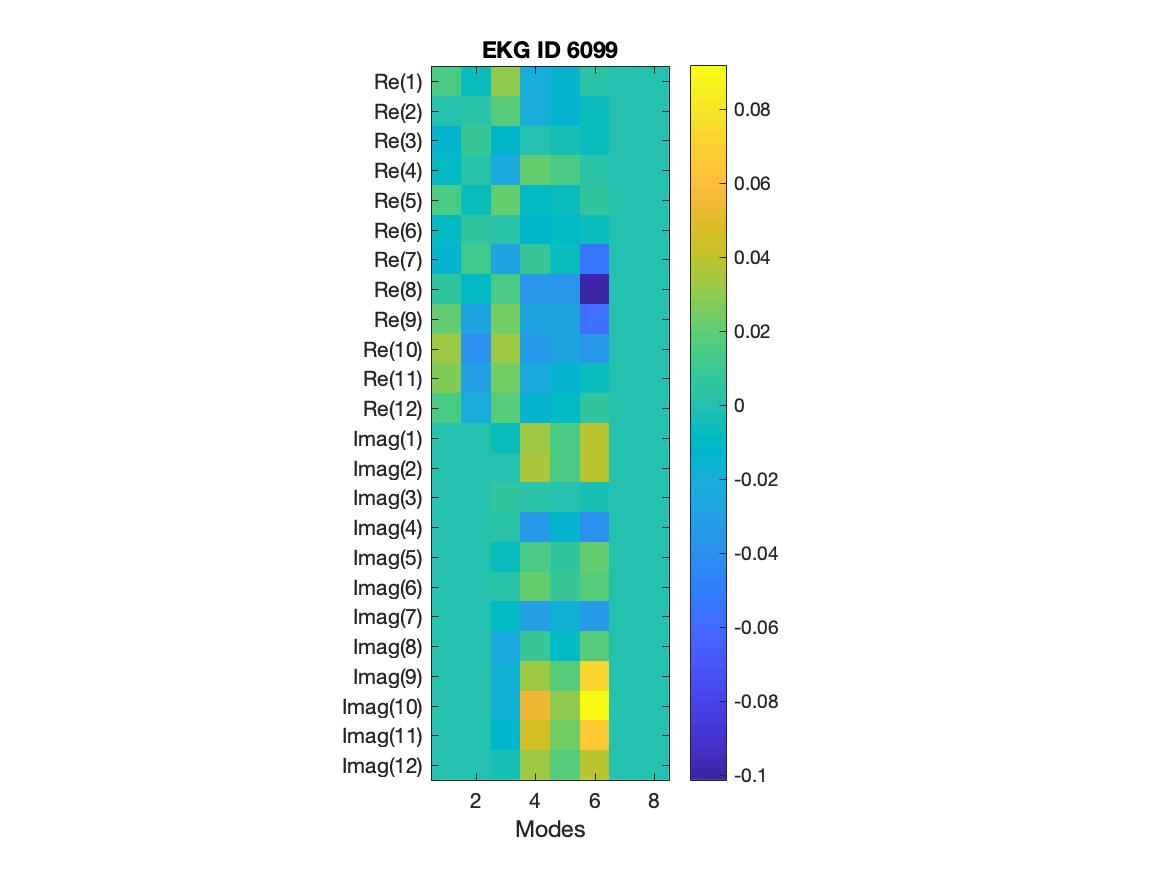 EKG ID 6099
Re(1)
Re(2)
Re(3)
Re(4)
Re(5)
Re(6)
Re(7)
Re(8)
Re(9)
Re(10)
Re(11)
Re(12)
Imag(1)
Imag(2)
Imag(3)
Imag(4)
Imag(5)
Imag(6)
Imag(7)
Imag(8)
Imag(9)
Imag(10)
Imag(11)
Imag(12)
2 4 6 8
Modes
0.08
0.06
0.04
0.02
0
-0.02
-0.04
-0.06
-0.08
-0.1